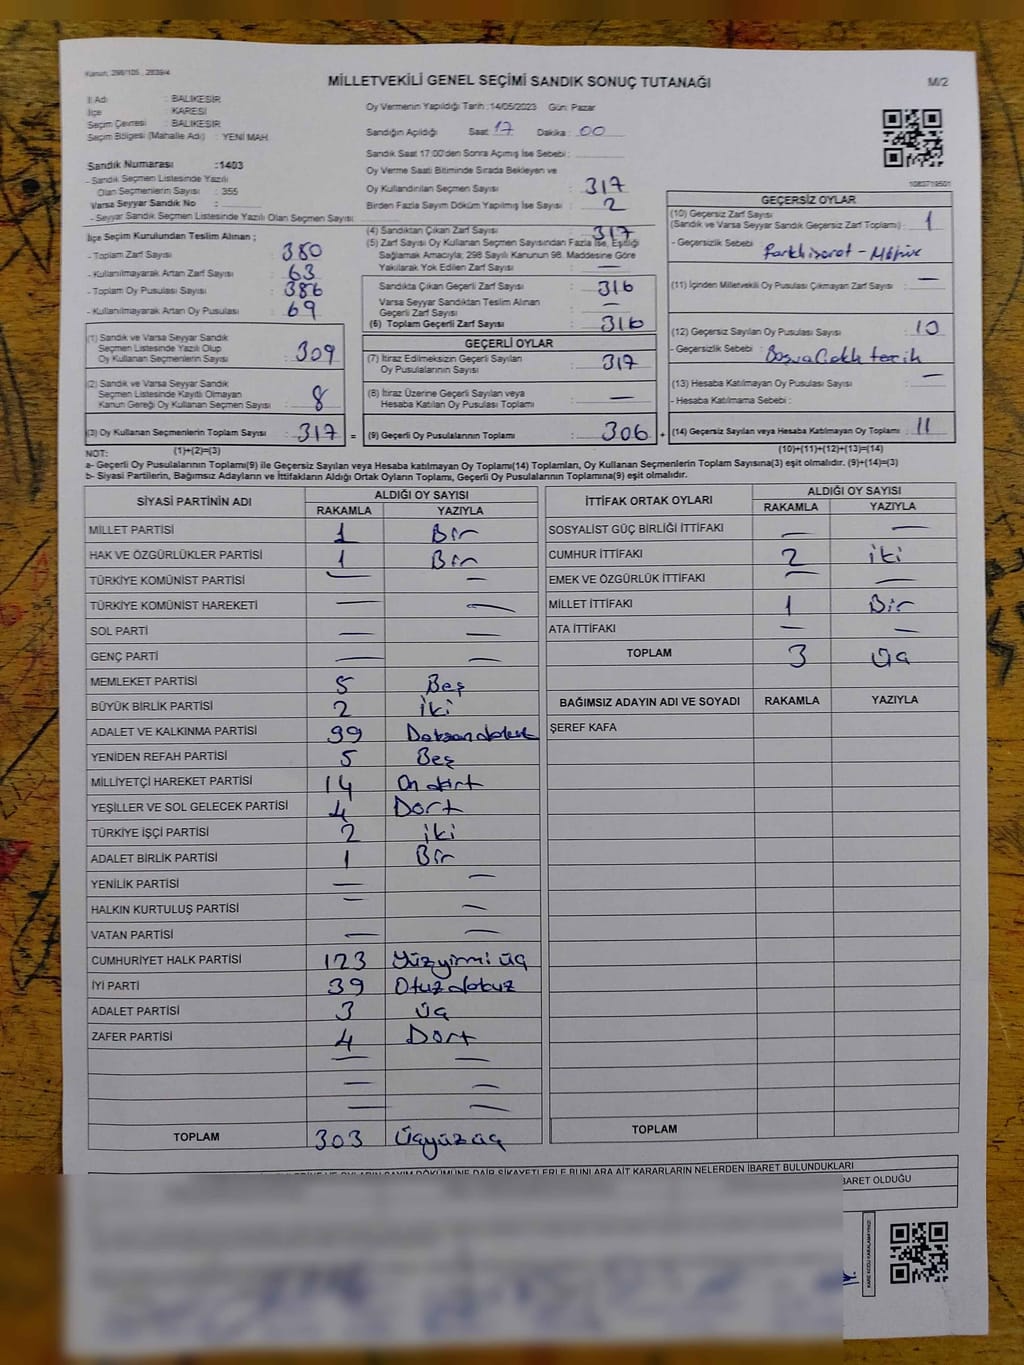 Kanun: 298/105 , 2839/4
MİLLETVEKİLİ GENEL SEÇİMİ SANDIK SONUÇ TUTANAĞI
M/2
İl Adı : BALIKESİR
İlçe : KARESİ
Seçim Çevresi : BALIKESİR
Seçim Bölgesi (Mahalle Adı) : YENİ MAH.
Sandık Numarası :1403
- Sandık Seçmen Listesinde Yazılı
Olan Seçmenlerin Sayısı : 355
Varsa Seyyar Sandık No :
- Seyyar Sandık Seçmen Listesinde Yazılı Olan Seçmen Sayısı :
Oy Vermenin Yapıldığı Tarih :14/05/2023 Gün: Pazar
Sandığın Açıldığı Saat 17 Dakika : 00
Sandık Saat 17:00'den Sonra Açılmış İse Sebebi :
Oy Verme Saati Bitiminde Sırada Bekleyen ve
Oy Kullandırılan Seçmen Sayısı : 317
Birden Fazla Sayım Döküm Yapılmış İse Sayısı : 2
1083719501
İlçe Seçim Kurulundan Teslim Alınan ;
- Toplam Zarf Sayısı : 380
- Kullanılmayarak Artan Zarf Sayısı : 63
- Toplam Oy Pusulası Sayısı : 386
- Kullanılmayarak Artan Oy Pusulası : 69
(4) Sandıktan Çıkan Zarf Sayısı : 317
(5) Zarf Sayısı Oy Kullanan Seçmen Sayısından Fazla İse, Eşitliği
Sağlamak Amacıyla; 298 Sayılı Kanunun 98. Maddesine Göre
Yakılarak Yok Edilen Zarf Sayısı : —
Sandıkta Çıkan Geçerli Zarf Sayısı : 316
Varsa Seyyar Sandıktan Teslim Alınan
Geçerli Zarf Sayısı : —
(6) Toplam Geçerli Zarf Sayısı : 316
GEÇERSİZ OYLAR
(10) Geçersiz Zarf Sayısı
(Sandık ve Varsa Seyyar Sandık Geçersiz Zarf Toplamı) : 1
- Geçersizlik Sebebi
(11) İçinden Milletvekili Oy Pusulası Çıkmayan Zarf Sayısı : —
(12) Geçersiz Sayılan Oy Pusulası Sayısı : 10
- Geçersizlik Sebebi :
(13) Hesaba Katılmayan Oy Pusulası Sayısı : —
- Hesaba Katılmama Sebebi :
(14) Geçersiz Sayılan veya Hesaba Katılmayan Oy Toplamı : 11
(10)+(11)+(12)+(13)=(14)
(1) Sandık ve Varsa Seyyar Sandık
Seçmen Listesinde Yazılı Olup
Oy Kullanan Seçmenlerin Sayısı : 309
(2) Sandık ve Varsa Seyyar Sandık
Seçmen Listesinde Kayıtlı Olmayan
Kanun Gereği Oy Kullanan Seçmen Sayısı : 8
(3) Oy Kullanan Seçmenlerin Toplam Sayısı : 317 =
(1)+(2)=(3)
GEÇERLİ OYLAR
(7) İtiraz Edilmeksizin Geçerli Sayılan
Oy Pusulalarının Sayısı : 317
(8) İtiraz Üzerine Geçerli Sayılan veya
Hesaba Katılan Oy Pusulası Toplamı : —
(9) Geçerli Oy Pusulalarının Toplamı : 306 +
NOT:
a- Geçerli Oy Pusulalarının Toplamı(9) ile Geçersiz Sayılan veya Hesaba katılmayan Oy Toplamı(14) Toplamları, Oy Kullanan Seçmenlerin Toplam Sayısına(3) eşit olmalıdır. (9)+(14)=(3)
b- Siyasi Partilerin, Bağımsız Adayların ve İttifakların Aldığı Ortak Oyların Toplamı, Geçerli Oy Pusulalarının Toplamına(9) eşit olmalıdır.
SİYASİ PARTİNİN ADI ALDIĞI OY SAYISI
RAKAMLA YAZIYLA
MİLLET PARTİSİ 1 Bir
HAK VE ÖZGÜRLÜKLER PARTİSİ 1 Bir
TÜRKİYE KOMÜNİST PARTİSİ — —
TÜRKİYE KOMÜNİST HAREKETİ — —
SOL PARTİ — —
GENÇ PARTİ — —
MEMLEKET PARTİSİ 5 Beş
BÜYÜK BİRLİK PARTİSİ 2 İki
ADALET VE KALKINMA PARTİSİ 99 Doksandokuz
YENİDEN REFAH PARTİSİ 5 Beş
MİLLİYETÇİ HAREKET PARTİSİ 14 On dört
YEŞİLLER VE SOL GELECEK PARTİSİ 4 Dört
TÜRKİYE İŞÇİ PARTİSİ 2 iki
ADALET BİRLİK PARTİSİ 1 Bir
YENİLİK PARTİSİ — —
HALKIN KURTULUŞ PARTİSİ — —
VATAN PARTİSİ — —
CUMHURİYET HALK PARTİSİ 123 Yüzyirmi üç
İYİ PARTİ 39 Otuzdokuz
ADALET PARTİSİ 3 üç
ZAFER PARTİSİ 4 Dört
— —
— —
— —
TOPLAM 303 Üçyüzüç
İTTİFAK ORTAK OYLARI ALDIĞI OY SAYISI
RAKAMLA YAZIYLA
SOSYALİST GÜÇ BİRLİĞİ İTTİFAKI — —
CUMHUR İTTİFAKI 2 iki
EMEK VE ÖZGÜRLÜK İTTİFAKI — —
MİLLET İTTİFAKI 1 Bir
ATA İTTİFAKI — —
TOPLAM 3 Üç
BAĞIMSIZ ADAYIN ADI VE SOYADI RAKAMLA YAZIYLA
ŞEREF KAFA
TOPLAM
SAYIM DÖKÜMÜNE DAİR ŞİKAYETLERLE BUNLARA AİT KARARLARIN NELERDEN İBARET BULUNDUKLARI
İBARET OLDUĞU
KARE KODU KARALAMAYINIZ!